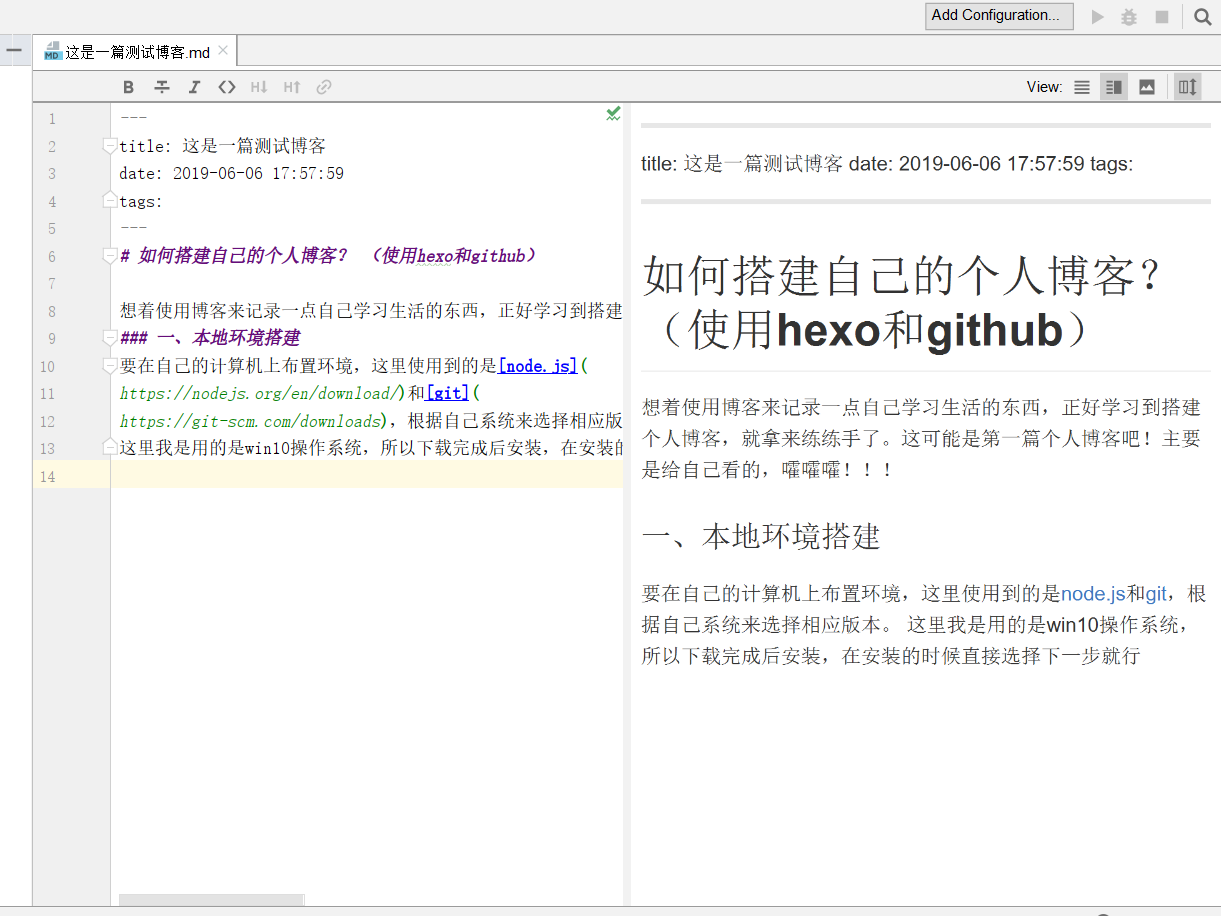 Add Configuration...
MD 这是一篇测试博客.md
B I <> H↓ H↑
View:
1 ---
2 title: 这是一篇测试博客
3 date: 2019-06-06 17:57:59
4 tags:
5 ---
6 # 如何搭建自己的个人博客？ （使用hexo和github）
7
8 想着使用博客来记录一点自己学习生活的东西，正好学习到搭建
9 ### 一、本地环境搭建
10 要在自己的计算机上布置环境，这里使用到的是[node.js](
11 https://nodejs.org/en/download/)和[git](
12 https://git-scm.com/downloads)，根据自己系统来选择相应版
13 这里我是用的是win10操作系统，所以下载完成后安装，在安装的
14
title: 这是一篇测试博客 date: 2019-06-06 17:57:59 tags:
如何搭建自己的个人博客？
（使用hexo和github）
想着使用博客来记录一点自己学习生活的东西，正好学习到搭建
个人博客，就拿来练练手了。这可能是第一篇个人博客吧！主要
是给自己看的，嚯嚯嚯！！！
一、本地环境搭建
要在自己的计算机上布置环境，这里使用到的是node.js和git，根
据自己系统来选择相应版本。 这里我是用的是win10操作系统，
所以下载完成后安装，在安装的时候直接选择下一步就行